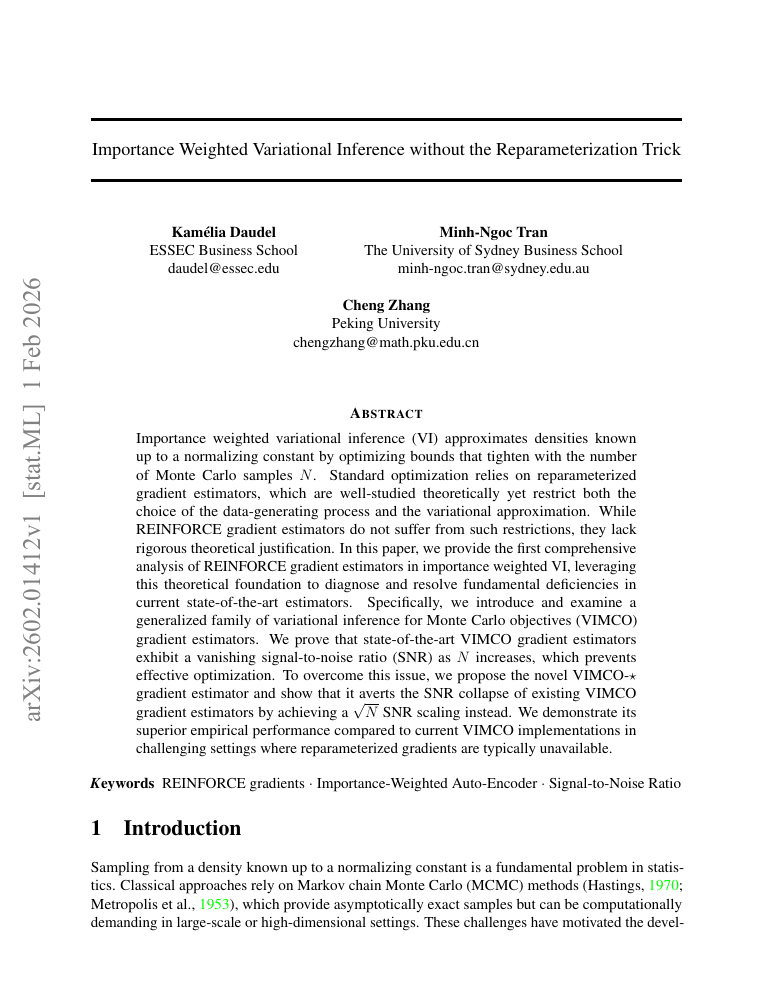 arXiv:2602.01412v1 [stat.ML] 1 Feb 2026
Importance Weighted Variational Inference without the Reparameterization Trick
Kamélia Daudel
ESSEC Business School
daudel@essec.edu
Minh-Ngoc Tran
The University of Sydney Business School
minh-ngoc.tran@sydney.edu.au
Cheng Zhang
Peking University
chengzhang@math.pku.edu.cn
ABSTRACT
Importance weighted variational inference (VI) approximates densities known
up to a normalizing constant by optimizing bounds that tighten with the number
of Monte Carlo samples N. Standard optimization relies on reparameterized
gradient estimators, which are well-studied theoretically yet restrict both the
choice of the data-generating process and the variational approximation. While
REINFORCE gradient estimators do not suffer from such restrictions, they lack
rigorous theoretical justification. In this paper, we provide the first comprehensive
analysis of REINFORCE gradient estimators in importance weighted VI, leveraging
this theoretical foundation to diagnose and resolve fundamental deficiencies in
current state-of-the-art estimators. Specifically, we introduce and examine a
generalized family of variational inference for Monte Carlo objectives (VIMCO)
gradient estimators. We prove that state-of-the-art VIMCO gradient estimators
exhibit a vanishing signal-to-noise ratio (SNR) as N increases, which prevents
effective optimization. To overcome this issue, we propose the novel VIMCO-⋆
gradient estimator and show that it averts the SNR collapse of existing VIMCO
gradient estimators by achieving a √N SNR scaling instead. We demonstrate its
superior empirical performance compared to current VIMCO implementations in
challenging settings where reparameterized gradients are typically unavailable.
Keywords REINFORCE gradients · Importance-Weighted Auto-Encoder · Signal-to-Noise Ratio
1 Introduction
Sampling from a density known up to a normalizing constant is a fundamental problem in statis-
tics. Classical approaches rely on Markov chain Monte Carlo (MCMC) methods (Hastings, 1970;
Metropolis et al., 1953), which provide asymptotically exact samples but can be computationally
demanding in large-scale or high-dimensional settings. These challenges have motivated the devel-